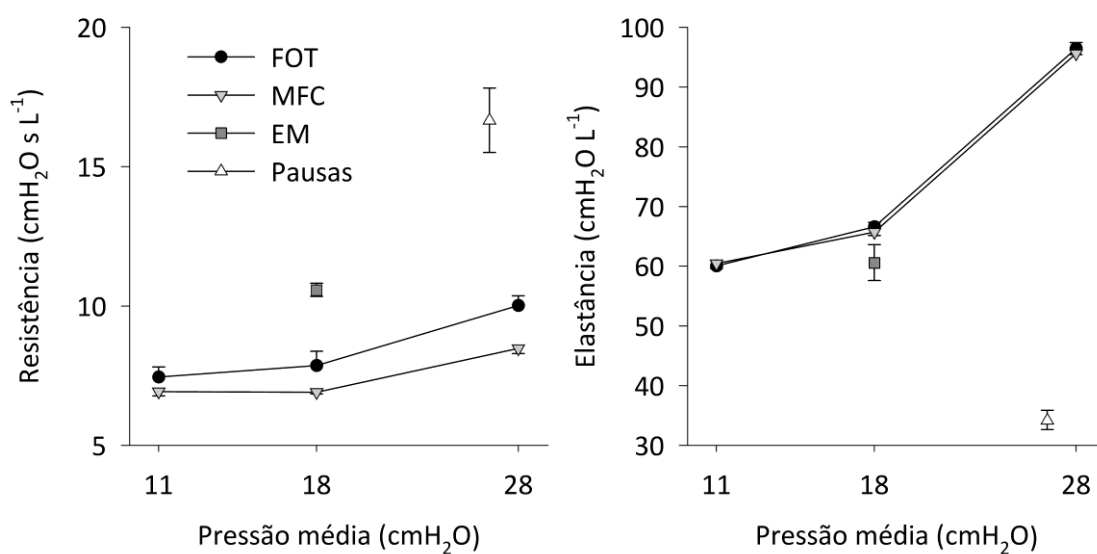 20
15
10
5
Resistência (cmH₂O s L⁻¹)
FOT
MFC
EM
Pausas
11 18 28
Pressão média (cmH₂O)
100
90
80
70
60
50
40
30
Elastância (cmH₂O L⁻¹)
11 18 28
Pressão média (cmH₂O)